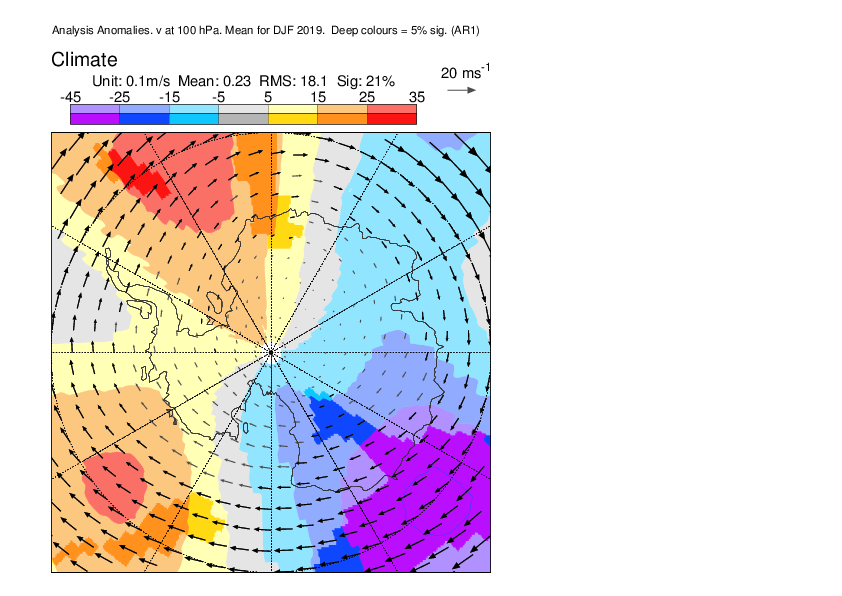 Analysis Anomalies. v at 100 hPa. Mean for DJF 2019. Deep colours = 5% sig. (AR1)
Climate
20 ms-1
Unit: 0.1m/s Mean: 0.23 RMS: 18.1 Sig: 21%
-45 -25 -15 -5 5 15 25 35